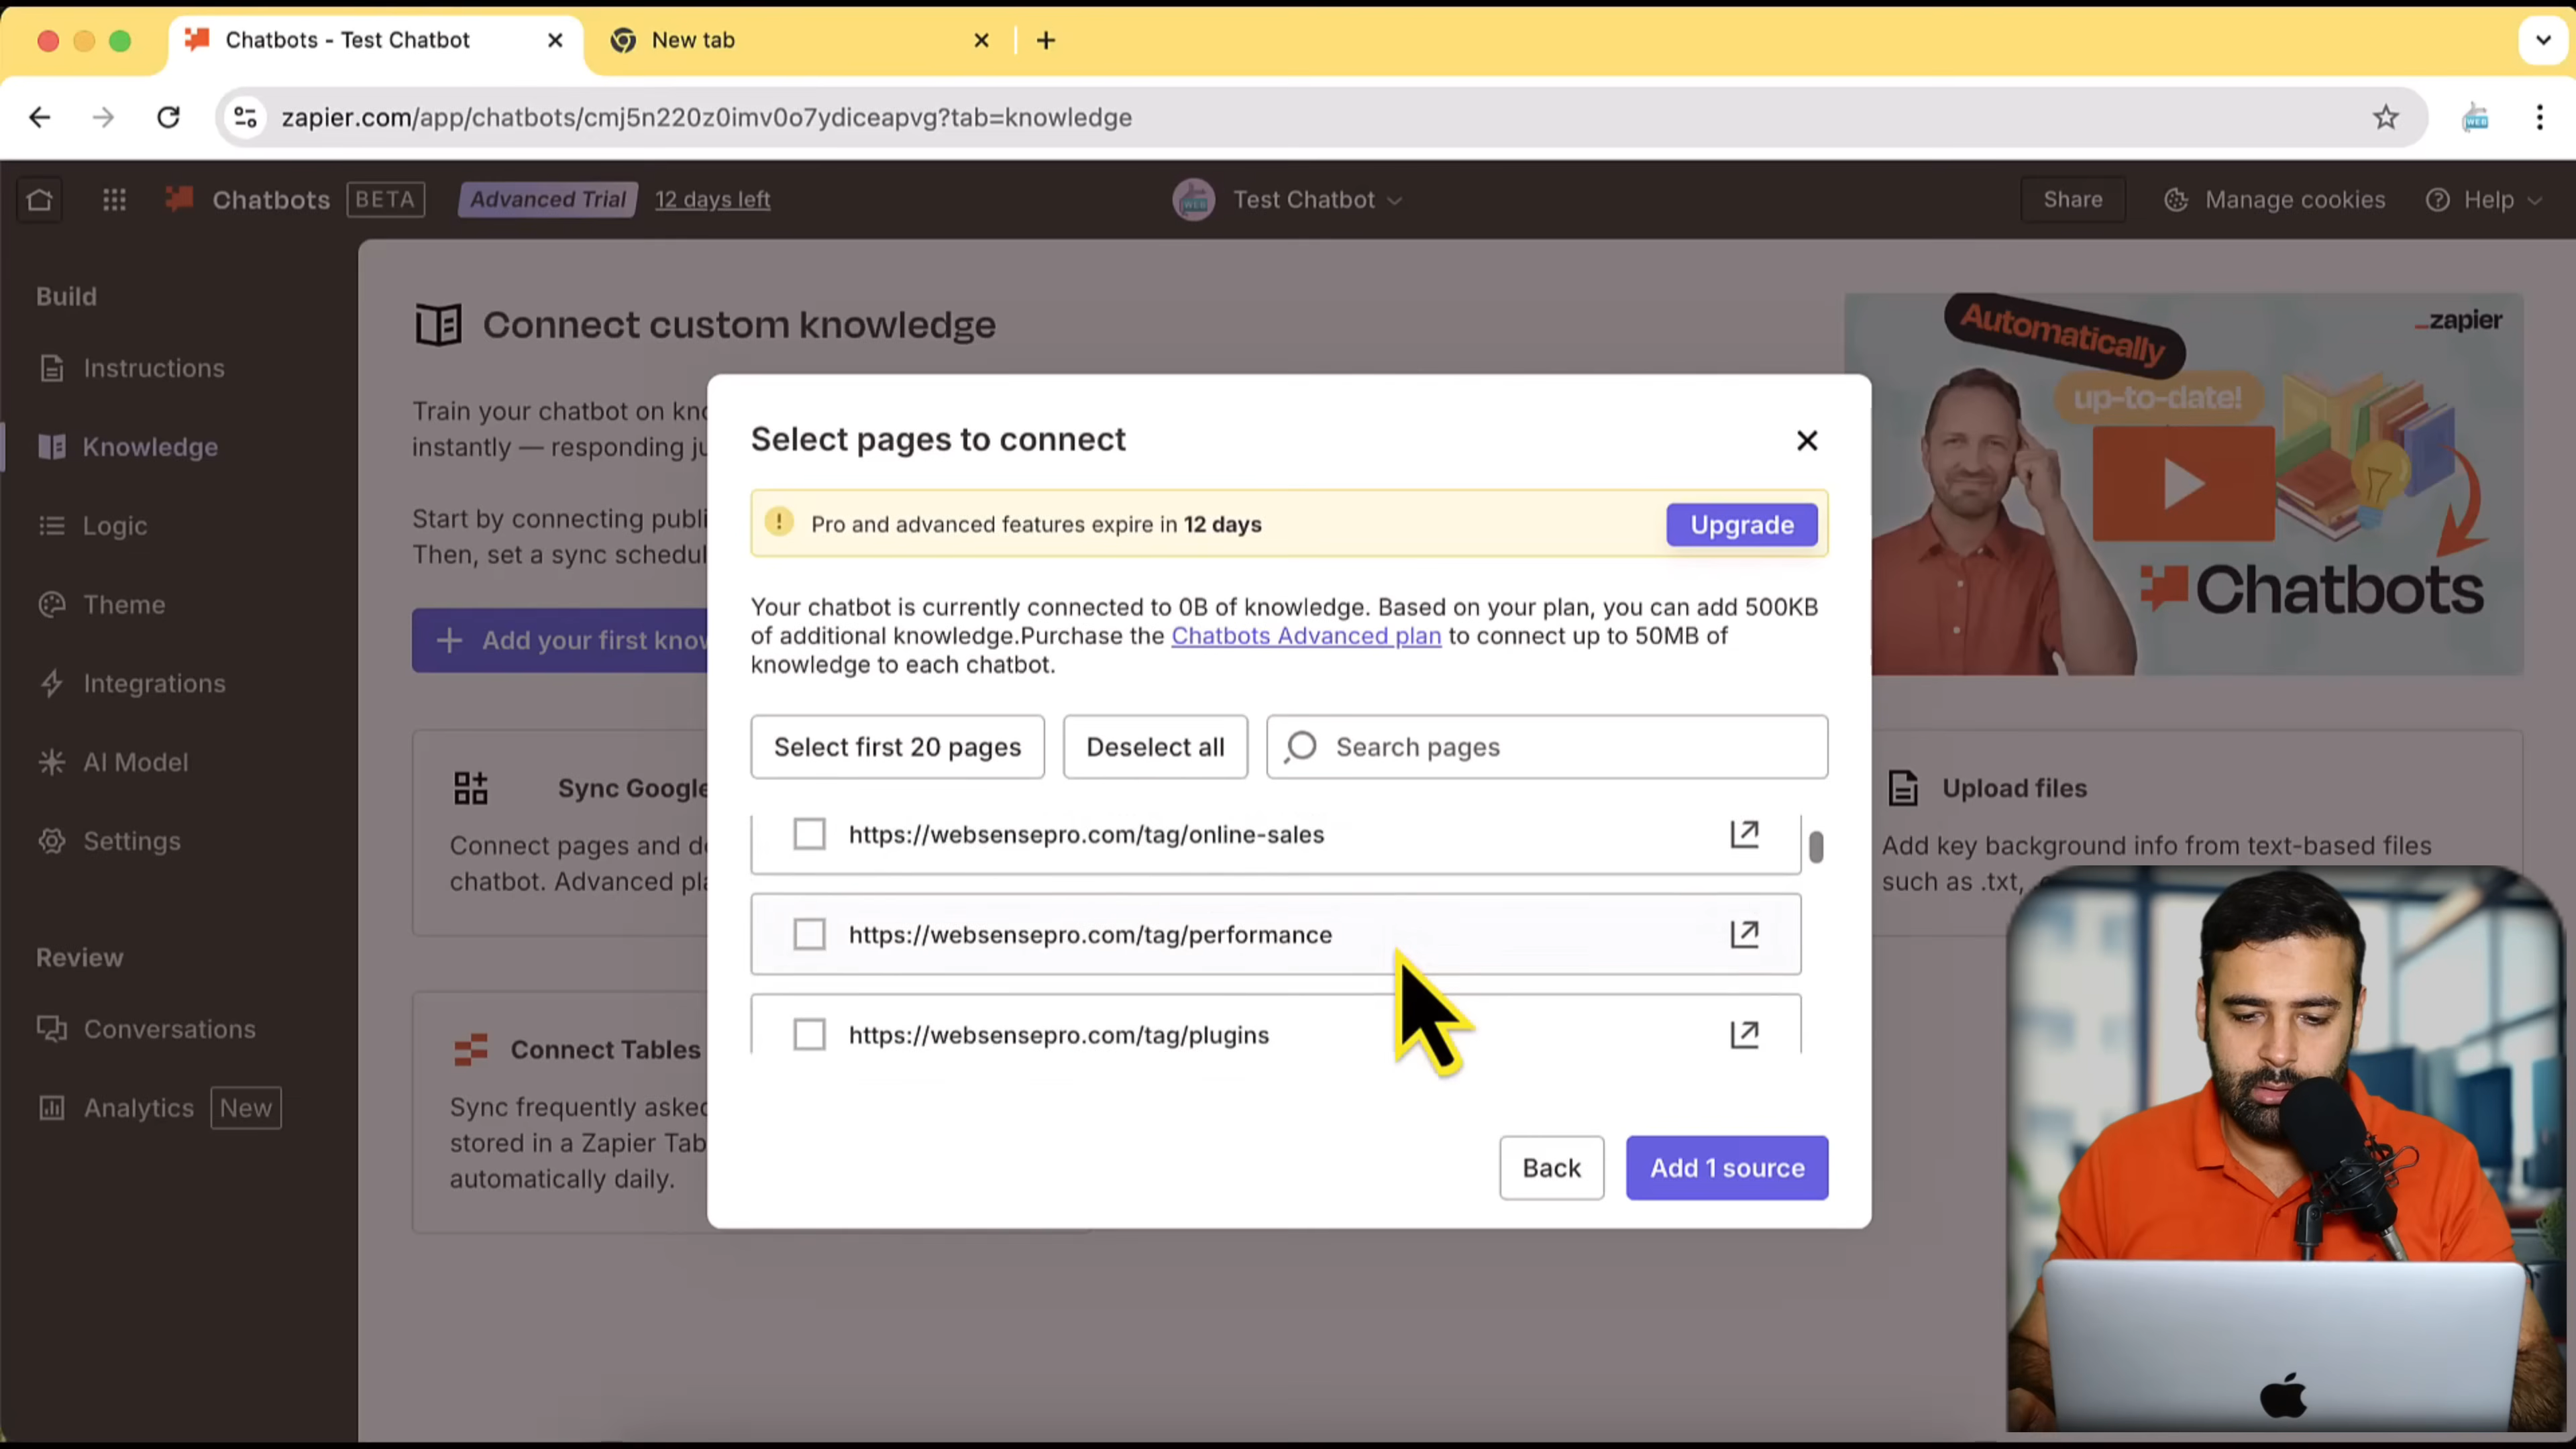 Chatbots - Test Chatbot
New tab
zapier.com/app/chatbots/cmj5n220z0imv0o7ydiceapvg?tab=knowledge
WEB
Chatbots BETA Advanced Trial 12 days left
WEB
Test Chatbot
Share Manage cookies Help
Build
Instructions
Knowledge
Logic
Theme
Integrations
AI Model
Settings
Review
Conversations
Analytics New
Connect custom knowledge
Train your chatbot on
instantly — responding
Start by connecting
Then, set a sync
Add your first
Sync Google
Connect pages and
chatbot. Advanced
Connect Tables
Sync frequently asked
stored in a Zapier
automatically daily.
Select pages to connect
Pro and advanced features expire in 12 days
Upgrade
Your chatbot is currently connected to 0B of knowledge. Based on your plan, you can add 500KB
of additional knowledge.Purchase the Chatbots Advanced plan to connect up to 50MB of
knowledge to each chatbot.
Select first 20 pages Deselect all Search pages
https://websensepro.com/tag/online-sales
https://websensepro.com/tag/performance
https://websensepro.com/tag/plugins
Back Add 1 source
Automatically
up-to-date!
_zapier
Chatbots
Upload files
Add key background info from text-based files
such as .txt,